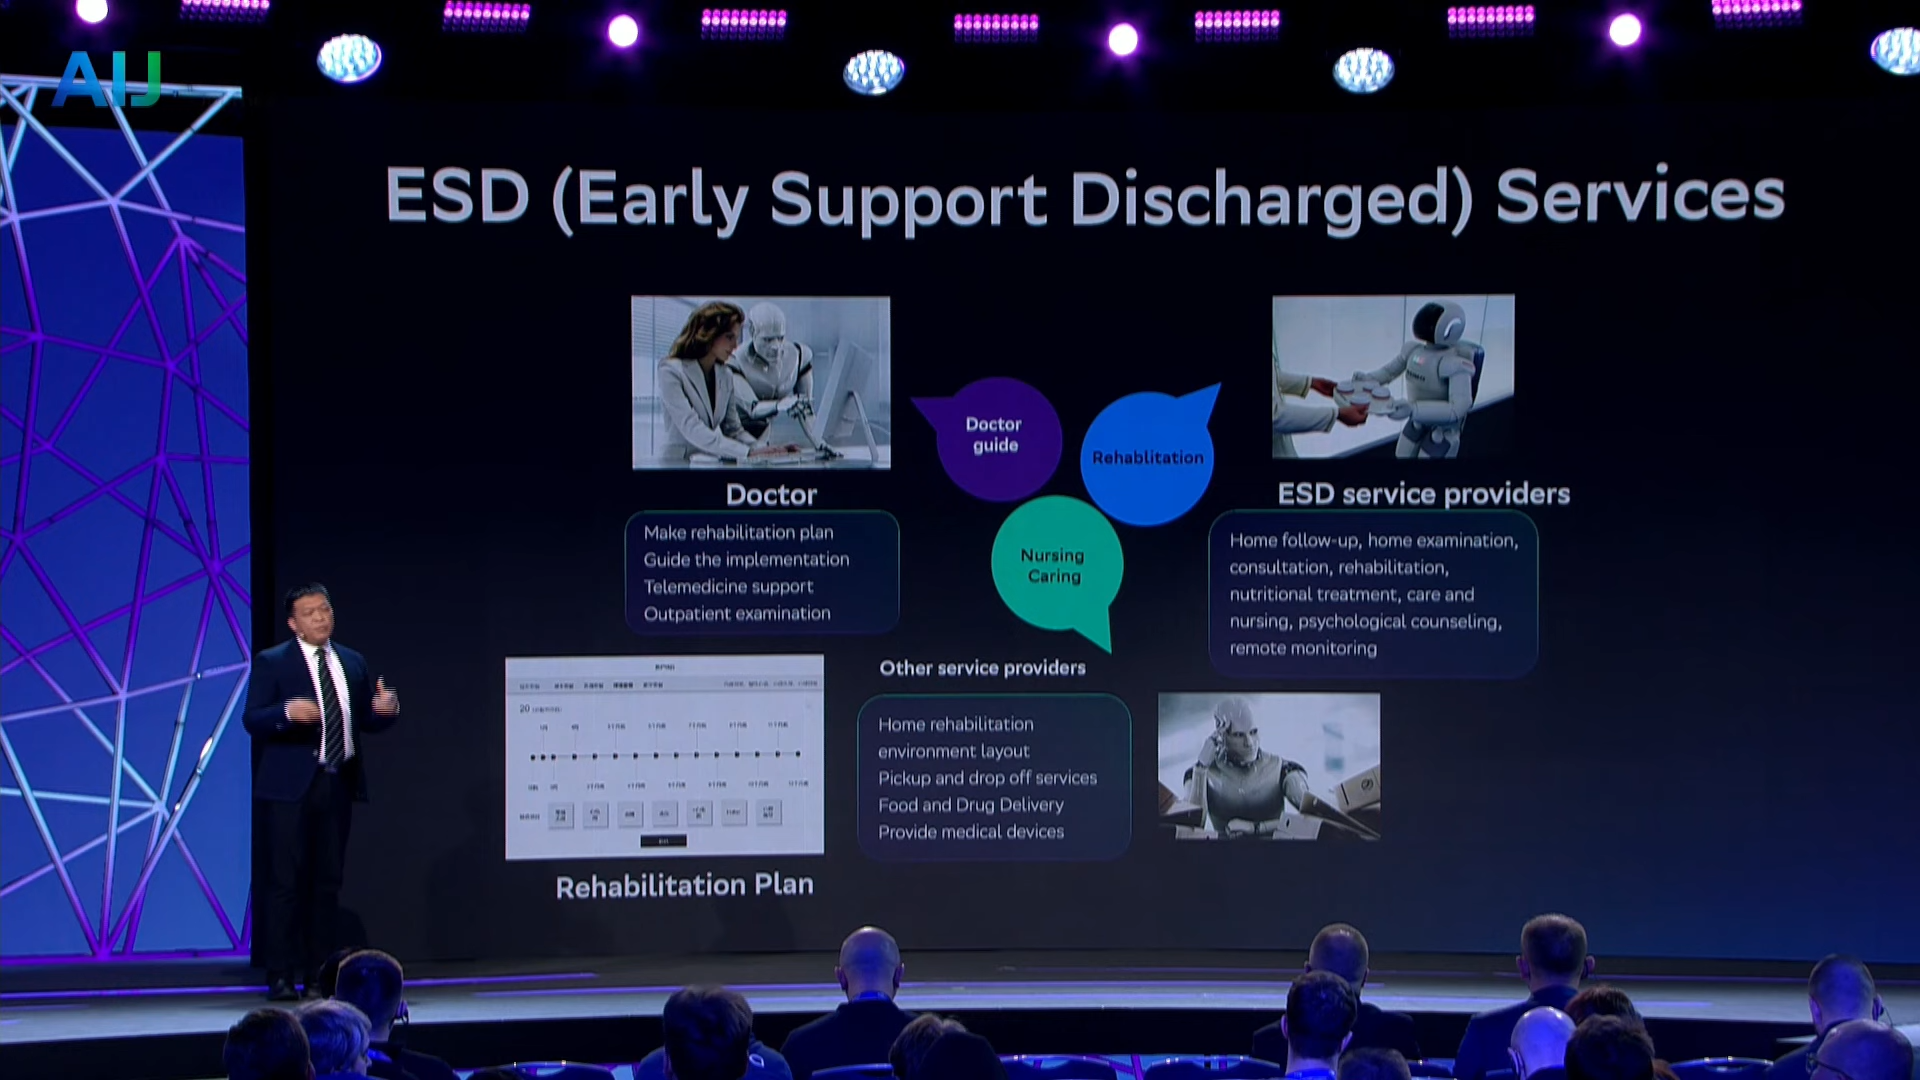 AIJ
ESD (Early Support Discharged) Services
Doctor
guide
Rehablitation
Nursing
Caring
Doctor
Make rehabilitation plan
Guide the implementation
Telemedicine support
Outpatient examination
ESD service providers
Home follow-up, home examination,
consultation, rehabilitation,
nutritional treatment, care and
nursing, psychological counseling,
remote monitoring
Other service providers
Home rehabilitation
environment layout
Pickup and drop off services
Food and Drug Delivery
Provide medical devices
20
Rehabilitation Plan